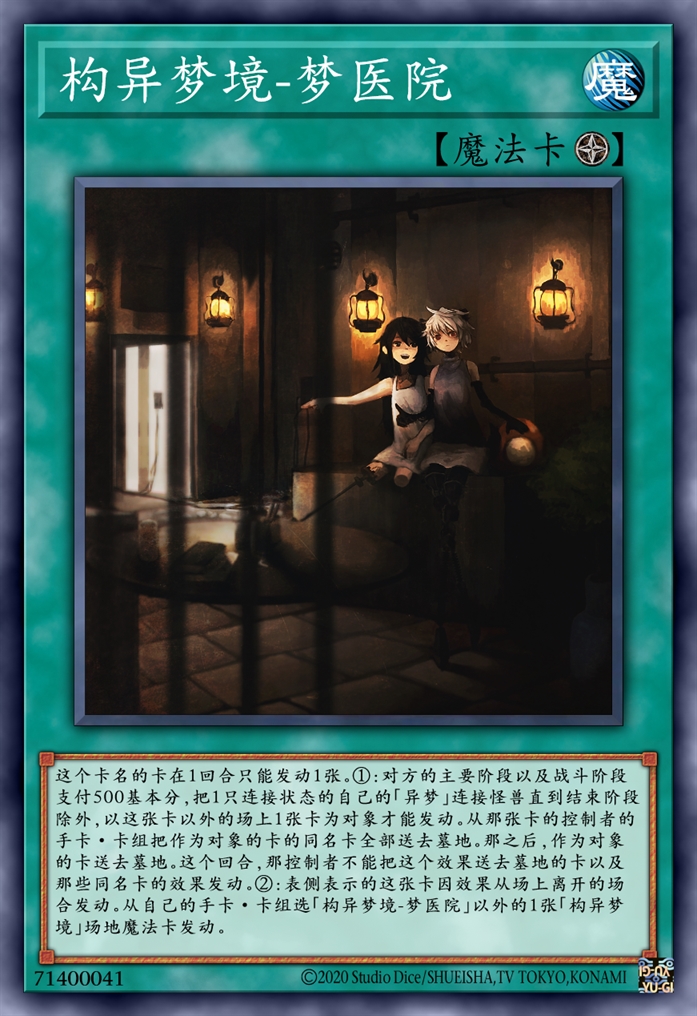 构异梦境-梦医院
魔
【魔法卡】
这个卡名的卡在1回合只能发动1张。①:对方的主要阶段以及战斗阶段
支付500基本分,把1只连接状态的自己的「异梦」连接怪兽直到结束阶段
除外,以这张卡以外的场上1张卡为对象才能发动。从那张卡的控制者的
手卡·卡组把作为对象的卡的同名卡全部送去墓地。那之后,作为对象
的卡送去墓地。这个回合,那控制者不能把这个效果送去墓地的卡以及
那些同名卡的效果发动。②:表侧表示的这张卡因效果从场上离开的场
合发动。从自己的手卡·卡组选「构异梦境-梦医院」以外的1张「构异梦
境」场地魔法卡发动。
71400041
©2020 Studio Dice/SHUEISHA,TV TOKYO,KONAMI